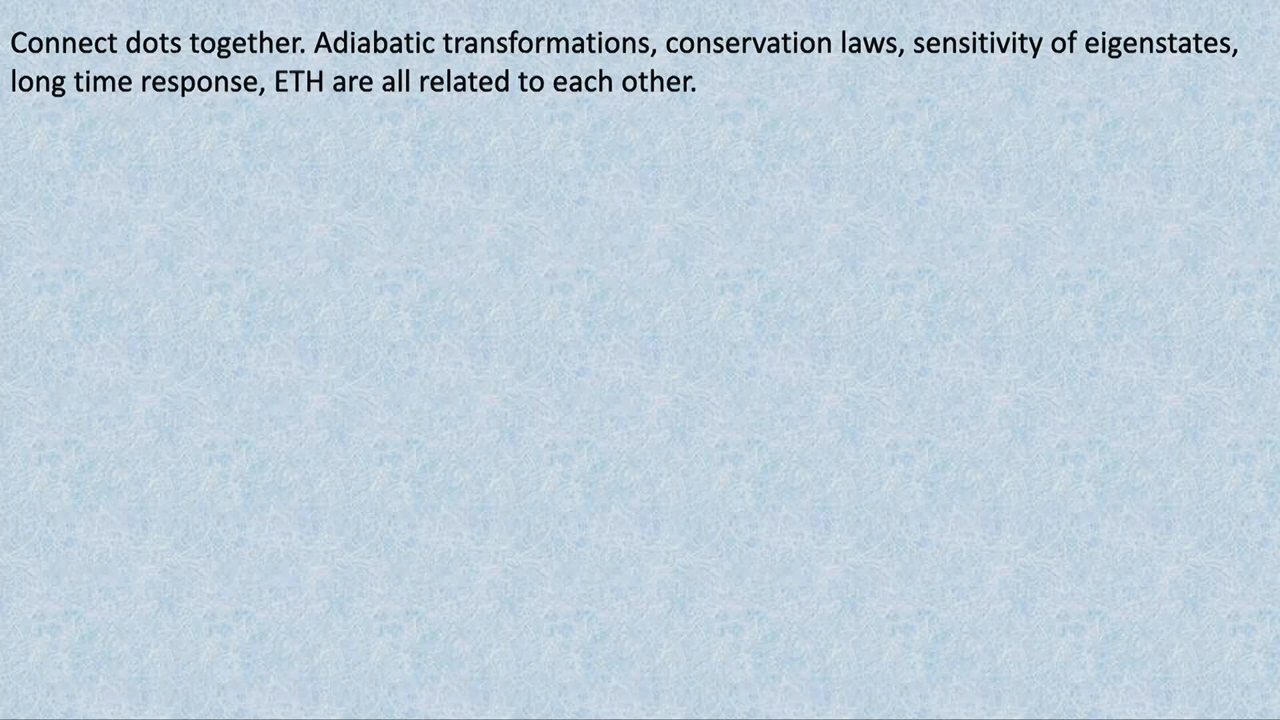 Connect dots together. Adiabatic transformations, conservation laws, sensitivity of eigenstates,
long time response, ETH are all related to each other.